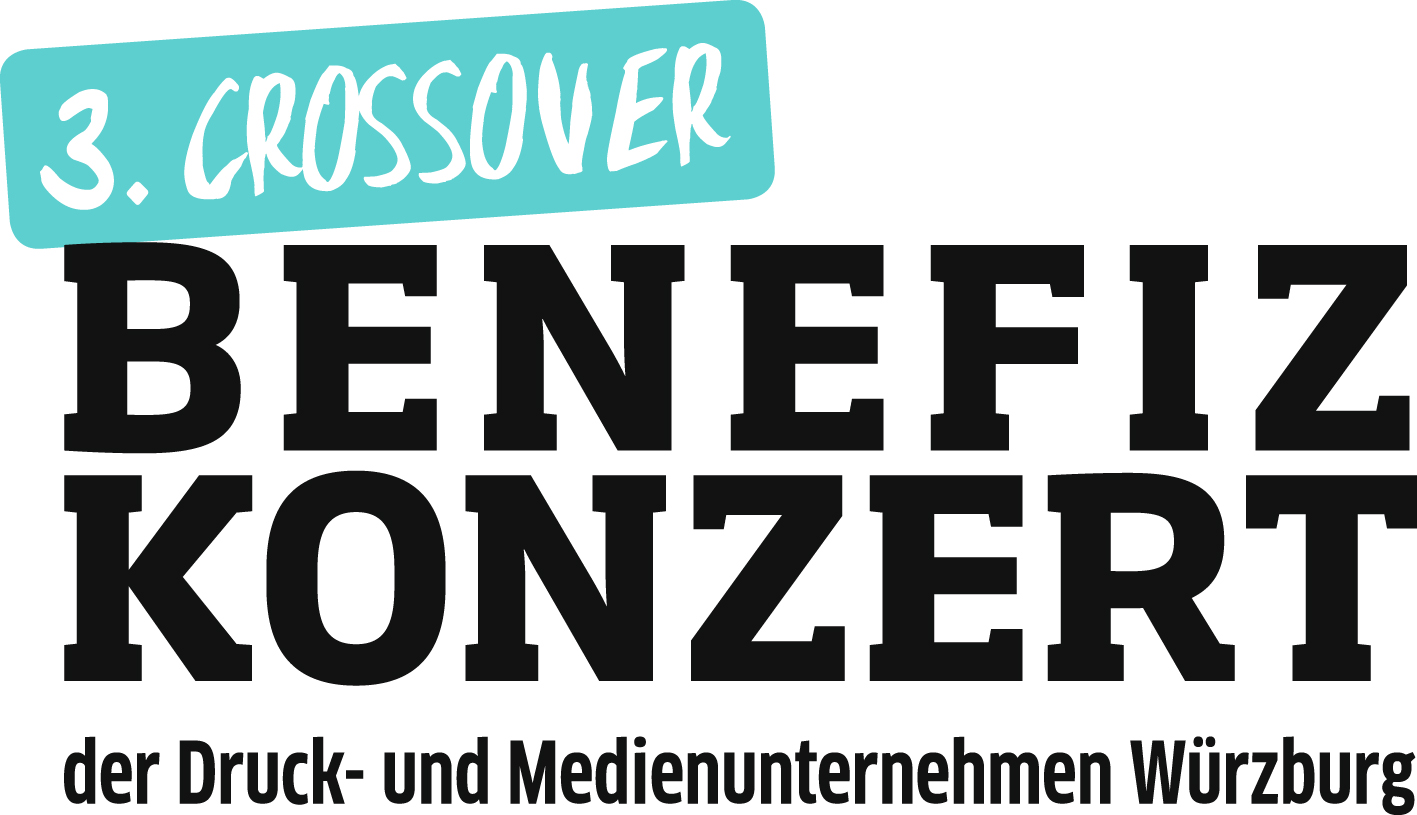 3. CROSSOVER
BENEFIZ
KONZERT
der Druck- und Medienunternehmen Würzburg